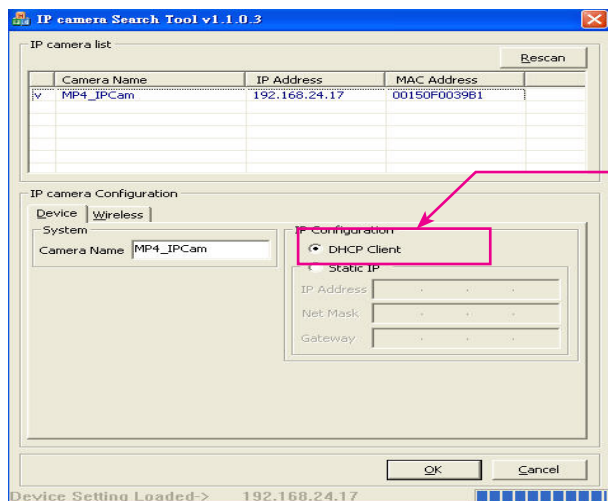 IP camera Search Tool v1.1.0.3
IP camera list
Rescan
Camera Name IP Address MAC Address
v MP4_IPCam 192.168.24.17 00150F0039B1
IP camera Configuration
Device Wireless
System IP Configuration
Camera Name MP4_IPCam DHCP Client
Static IP
IP Address
Net Mask
Gateway
OK Cancel
Device Setting Loaded-> 192.168.24.17